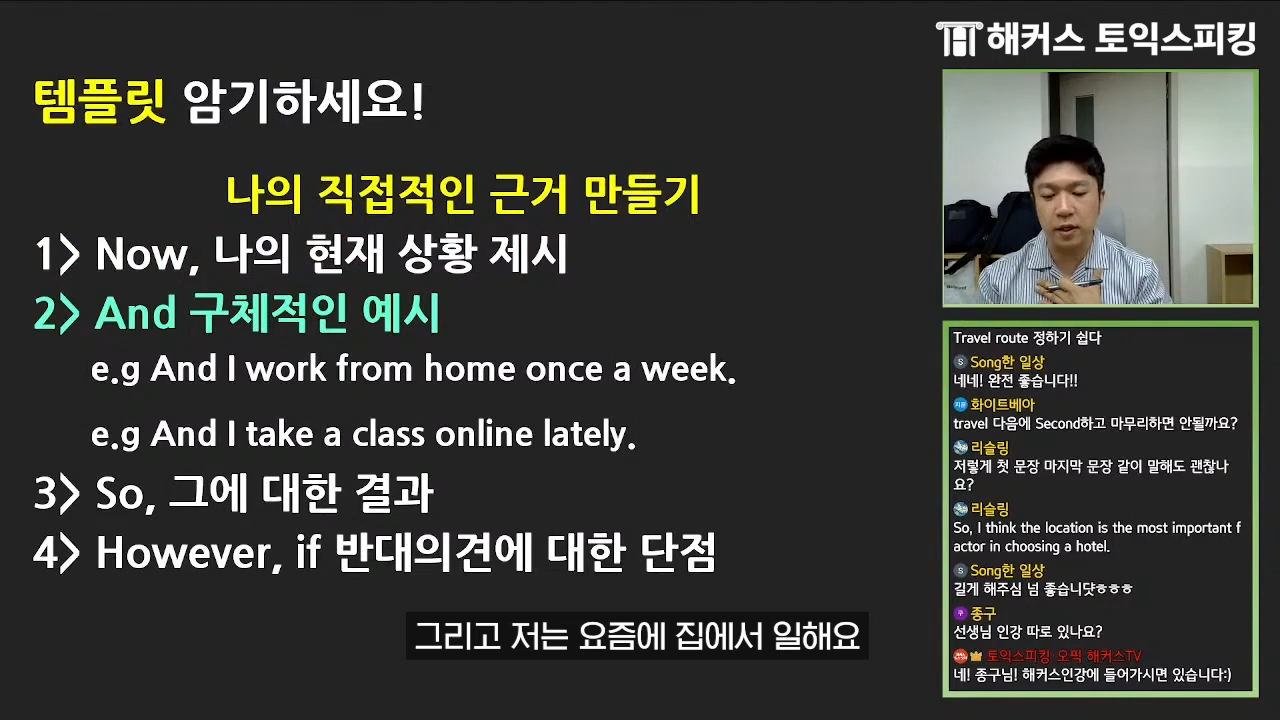 해커스 토익스피킹
템플릿 암기하세요!
나의 직접적인 근거 만들기
1> Now, 나의 현재 상황 제시
2> And 구체적인 예시
e.g And I work from home once a week.
e.g And I take a class online lately.
3> So, 그에 대한 결과
4> However, if 반대의견에 대한 단점
그리고 저는 요즘에 집에서 일해요
Travel route 정하기 쉽다
S Song한 일상
네네! 완전 좋습니다!!
화이트베아
travel 다음에 Second하고 마무리하면 안될까요?
리슬링
저렇게 첫 문장 마지막 문장 같이 말해도 괜찮나
요?
리슬링
So, I think the location is the most important f
actor in choosing a hotel.
S Song한 일상
길게 해주심 넘 좋습니댯ㅎㅎㅎ
종구
선생님 인강 따로 있나요?
토익스피킹·오픽 해커스TV
네! 종구님! 해커스인강에 들어가시면 있습니다:)